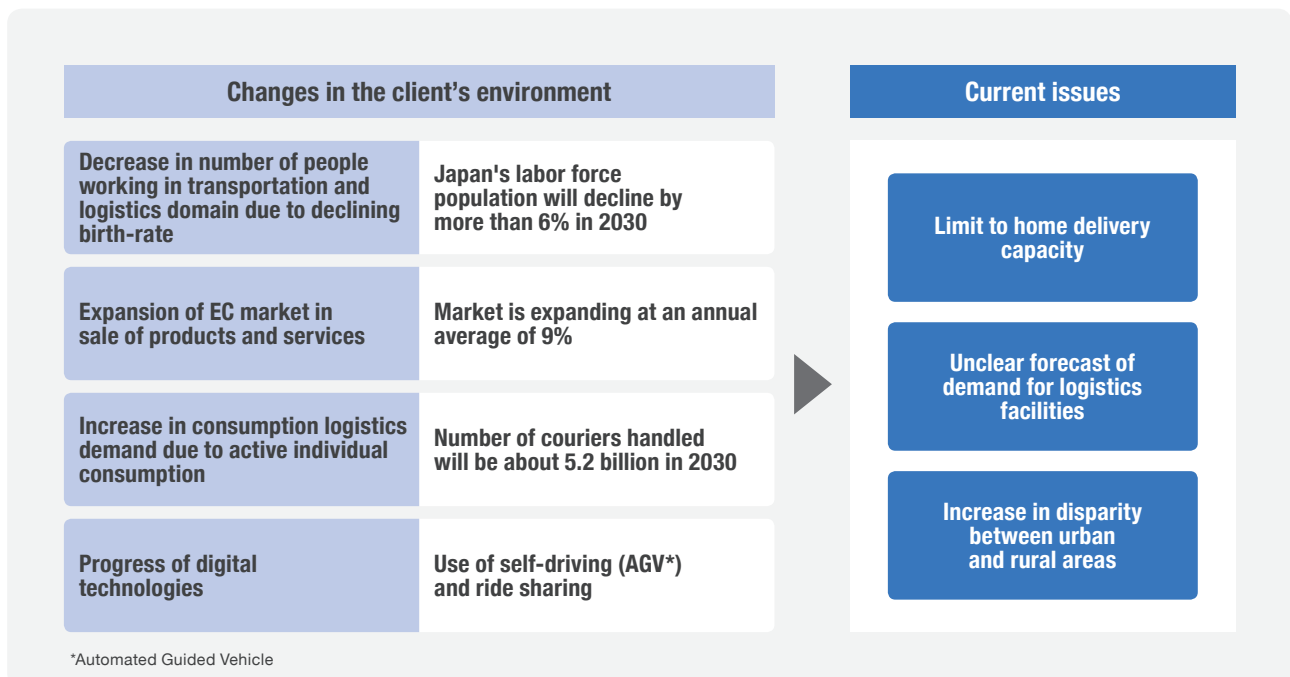 Changes in the client’s environment
Decrease in number of people
working in transportation and
logistics domain due to declining
birth-rate
Japan's labor force
population will decline by
more than 6% in 2030
Expansion of EC market in
sale of products and services
Market is expanding at an annual
average of 9%
Increase in consumption logistics
demand due to active individual
consumption
Number of couriers handled
will be about 5.2 billion in 2030
Progress of digital
technologies
Use of self-driving (AGV*)
and ride sharing
*Automated Guided Vehicle
Current issues
Limit to home delivery
capacity
Unclear forecast of
demand for logistics
facilities
Increase in disparity
between urban
and rural areas